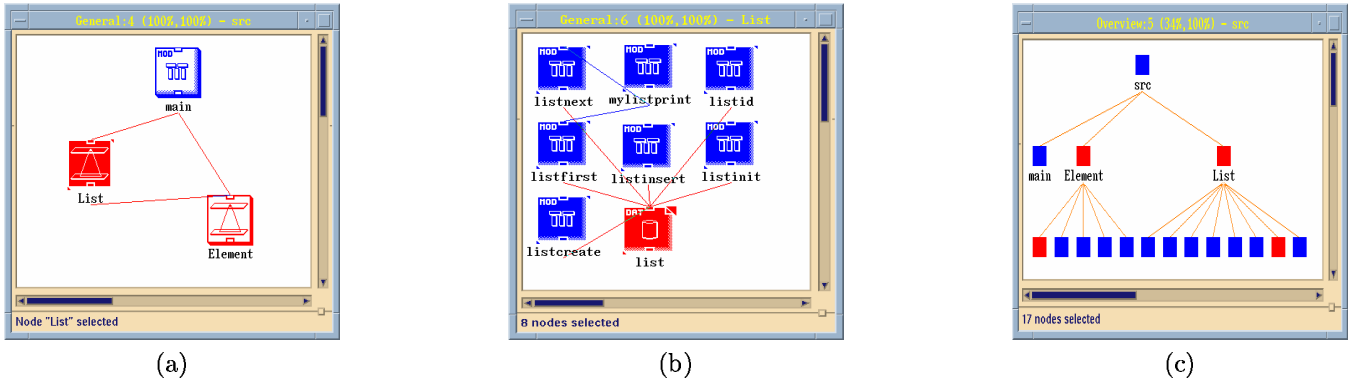 General:4 (100%,100%) - src
MOD
main
List
Element
Node "List" selected
(a)
General:6 (100%,100%) - List
MOD MOD MOD
listnext mylistprint listid
MOD MOD MOD
listfirst listinsert listinit
MOD DAT
listcreate list
8 nodes selected
(b)
Overview:5 (34%,100%) - src
src
main Element List
17 nodes selected
(c)